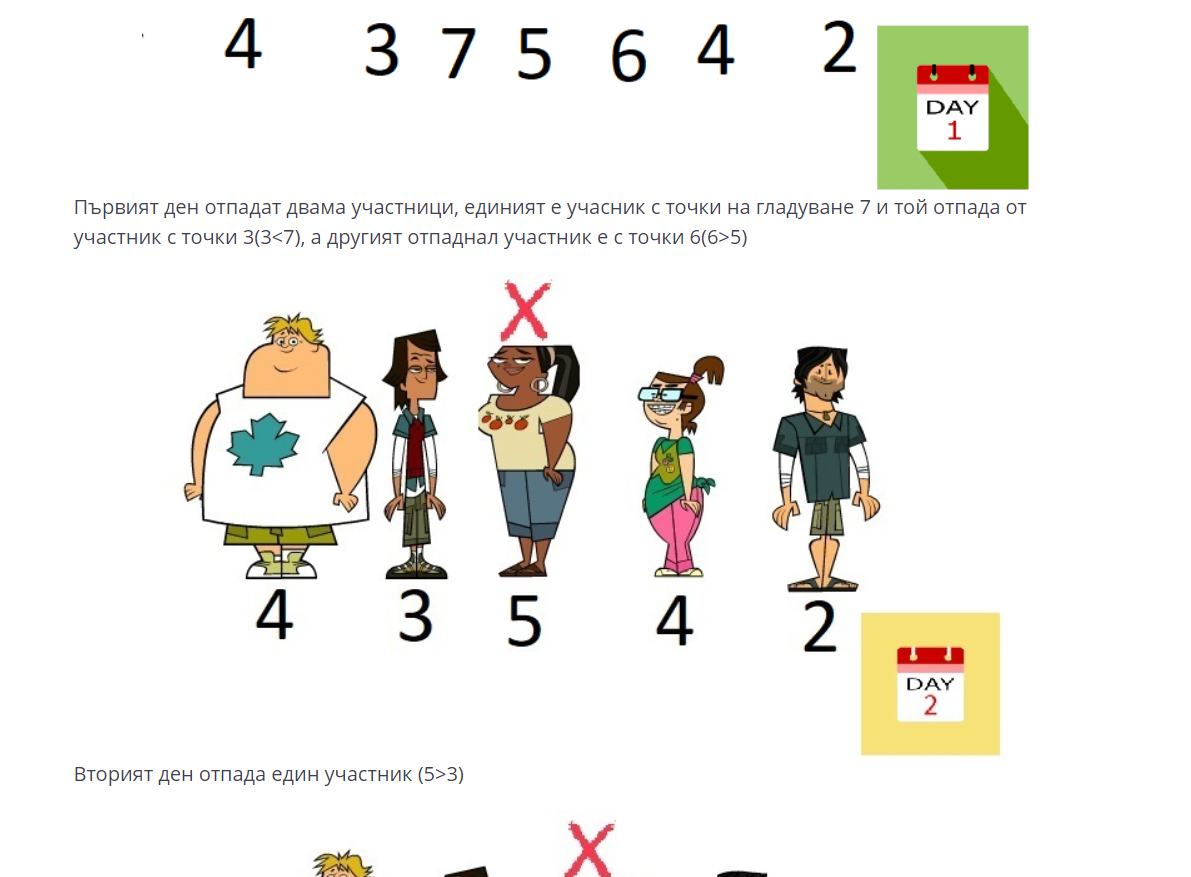 4 3 7 5 6 4 2
DAY
1
Първият ден отпадат двама участници, единият е учасник с точки на гладуване 7 и той отпада от
участник с точки 3(3<7), а другият отпаднал участник е с точки 6(6>5)
X
4 3 5 4 2
DAY
2
Вторият ден отпада един участник (5>3)
X